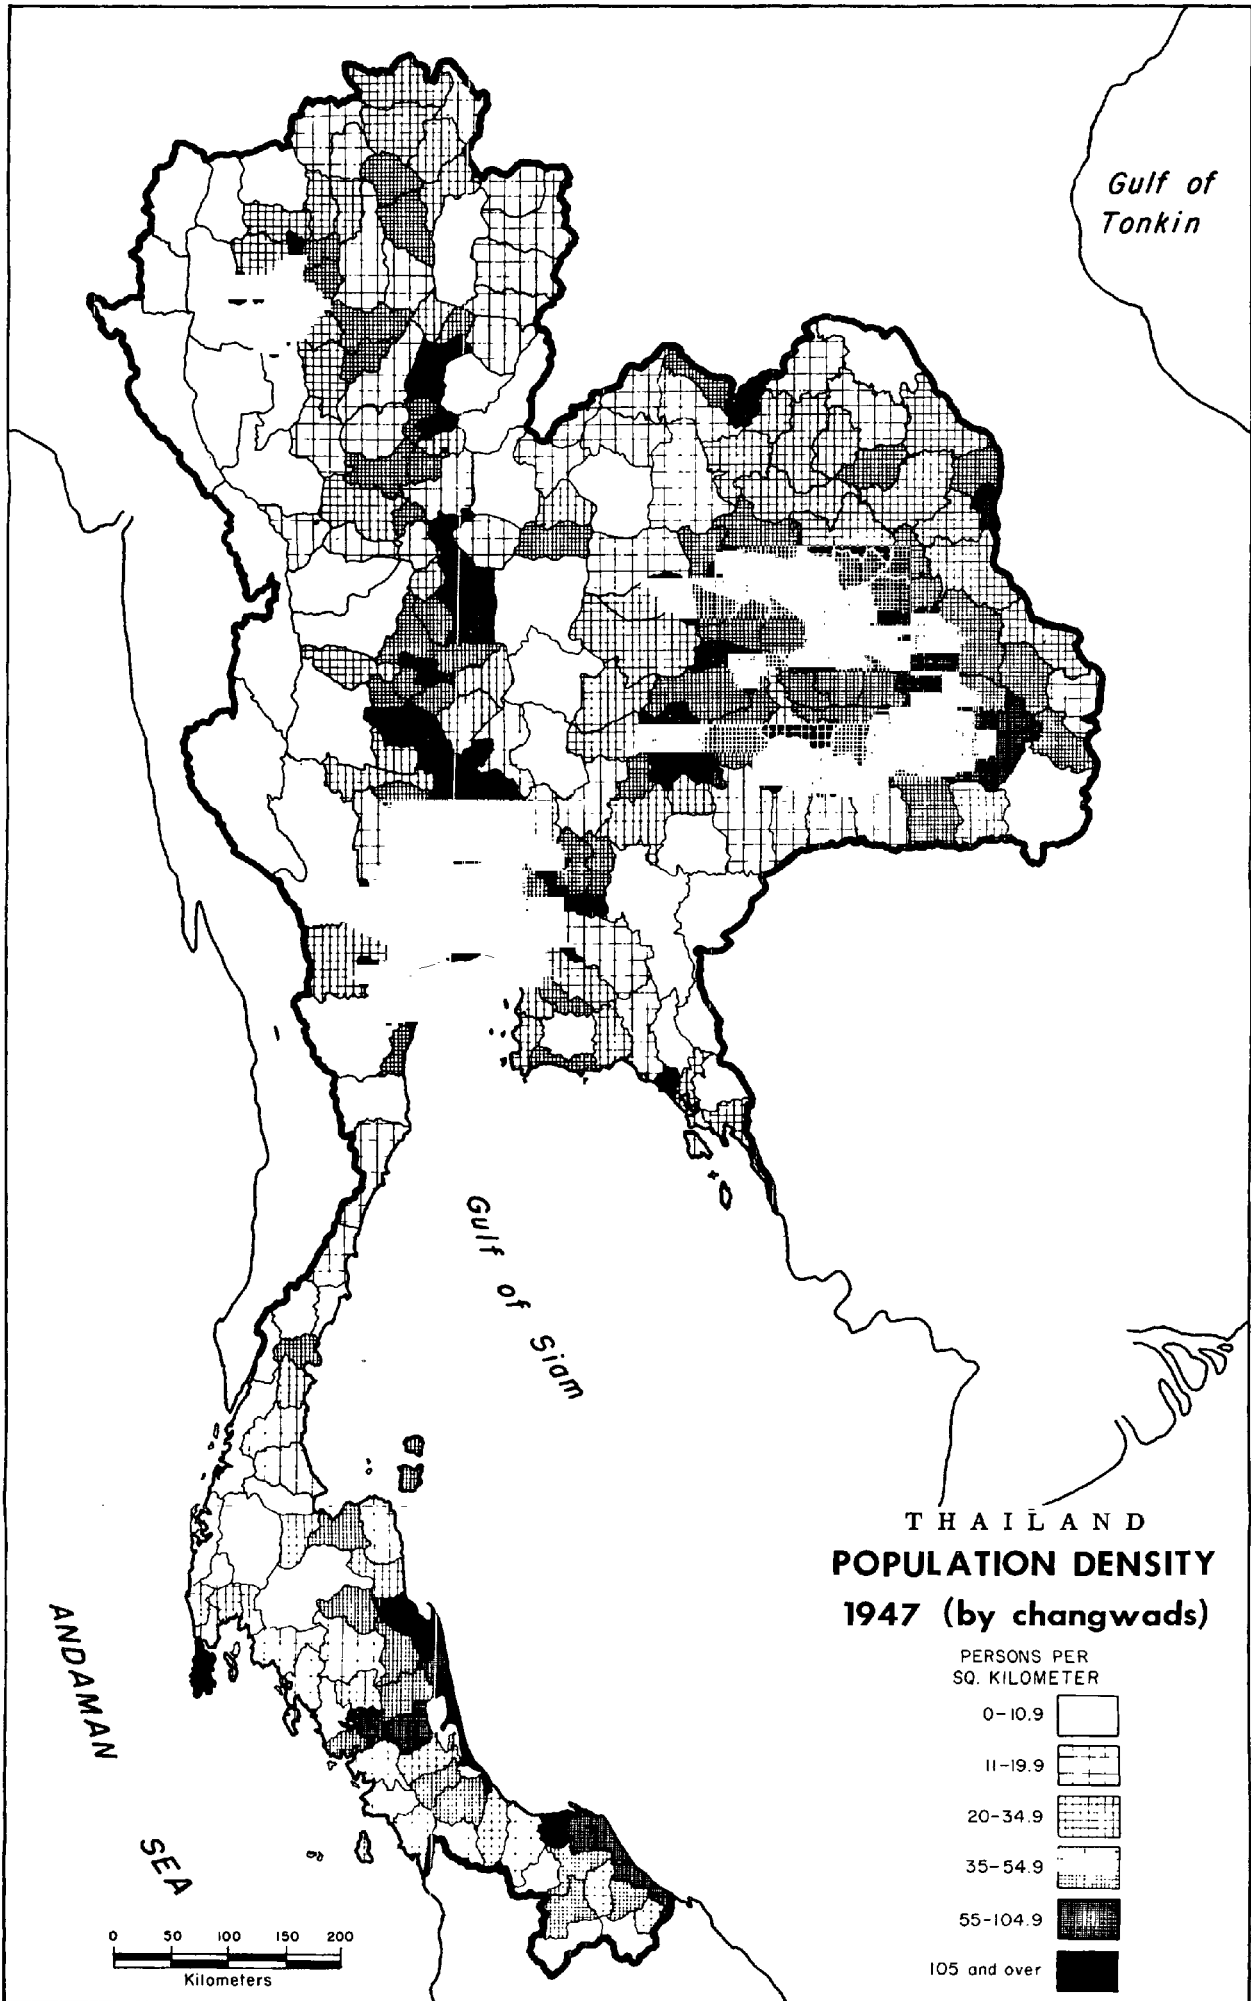 Gulf of
Tonkin
Gulf of Siam
ANDAMAN
SEA
THAILAND
POPULATION DENSITY
1947 (by changwads)
PERSONS PER
SQ. KILOMETER
0-10.9
11-19.9
20-34.9
35-54.9
55-104.9
105 and over
0 50 100 150 200
Kilometers